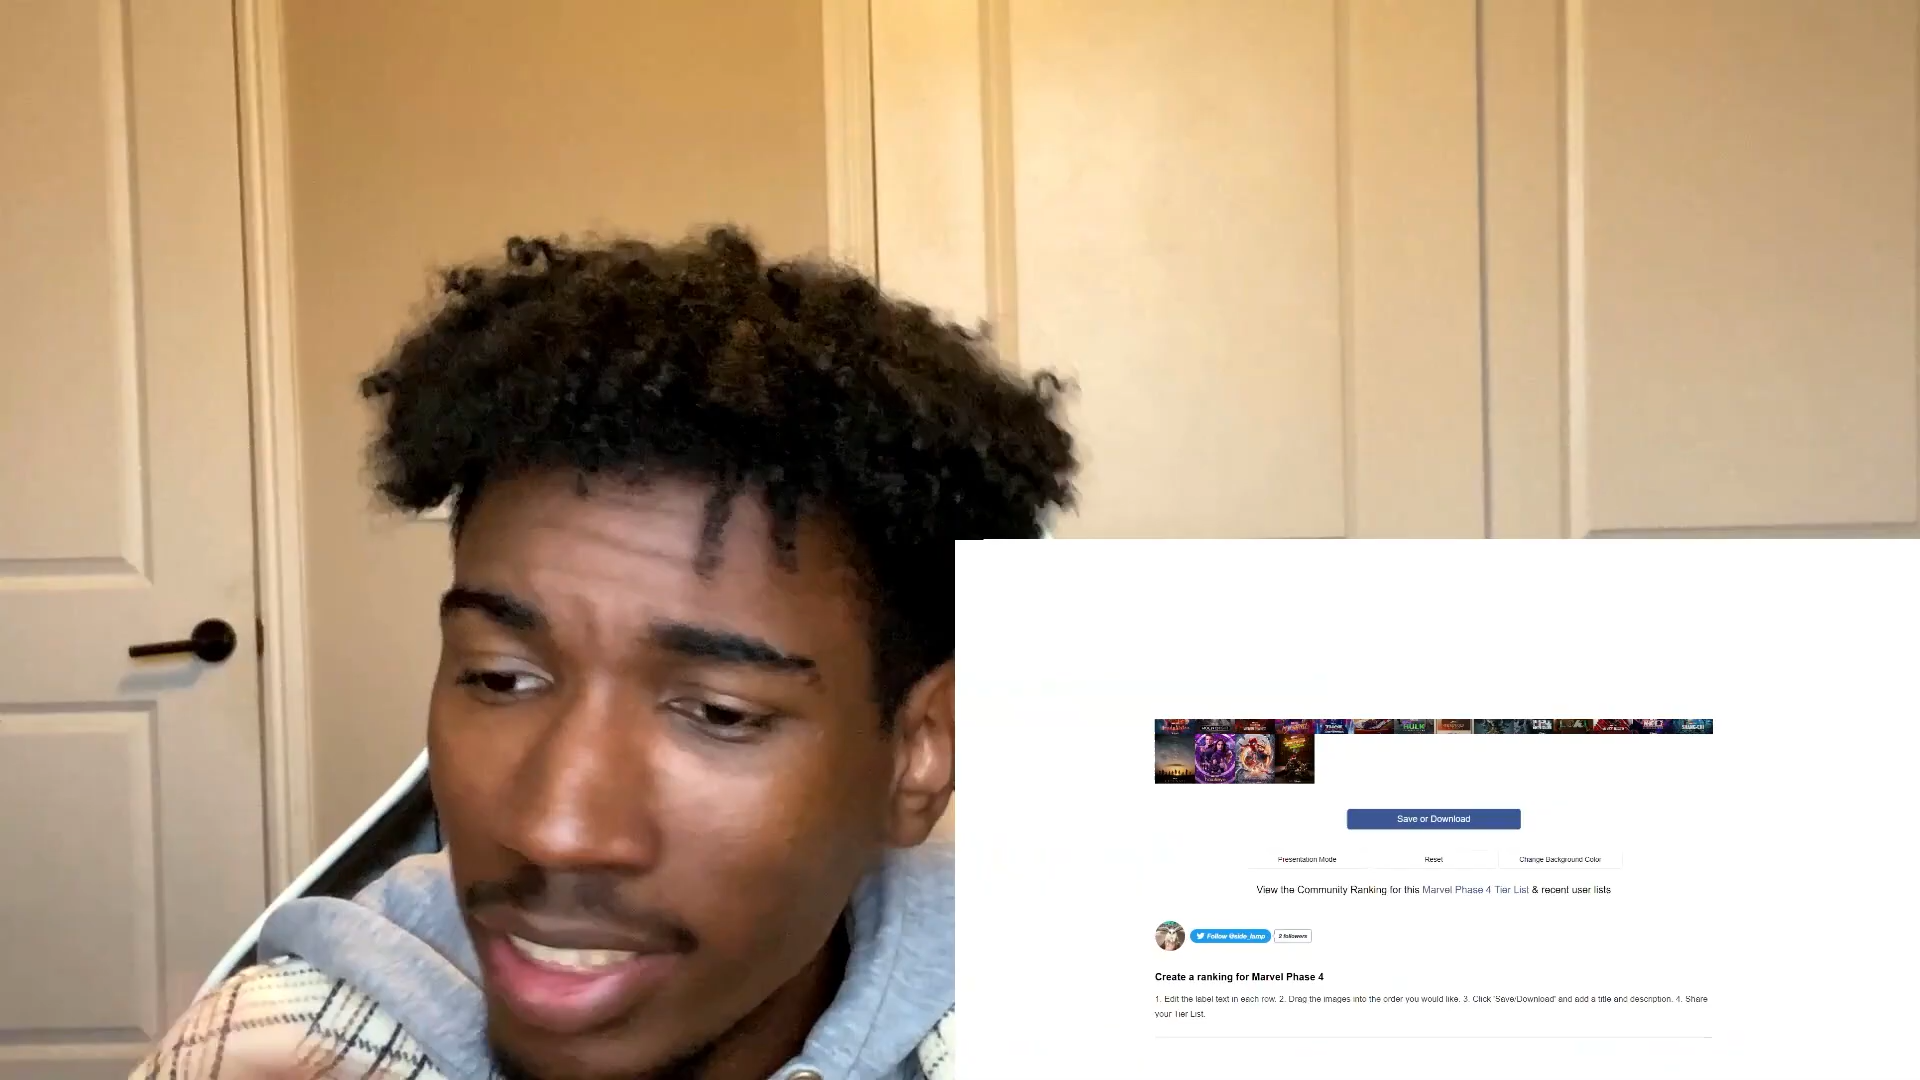 HULK
SHANG-CHI
Save or Download
Presentation Mode
Reset
Change Background Color
View the Community Ranking for this Marvel Phase 4 Tier List & recent user lists
Follow @side_lamp
2 followers
Create a ranking for Marvel Phase 4
1. Edit the label text in each row. 2. Drag the images into the order you would like. 3. Click 'Save/Download' and add a title and description. 4. Share
your Tier List.